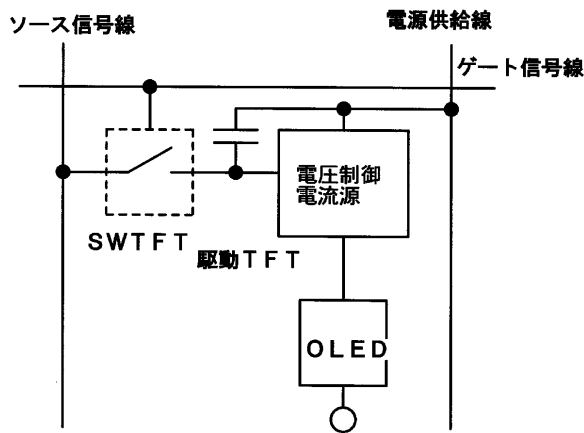 ソース信号線
電源供給線
ゲート信号線
電圧制御
電流源
ＳＷＴＦＴ
駆動ＴＦＴ
ＯＬＥＤ